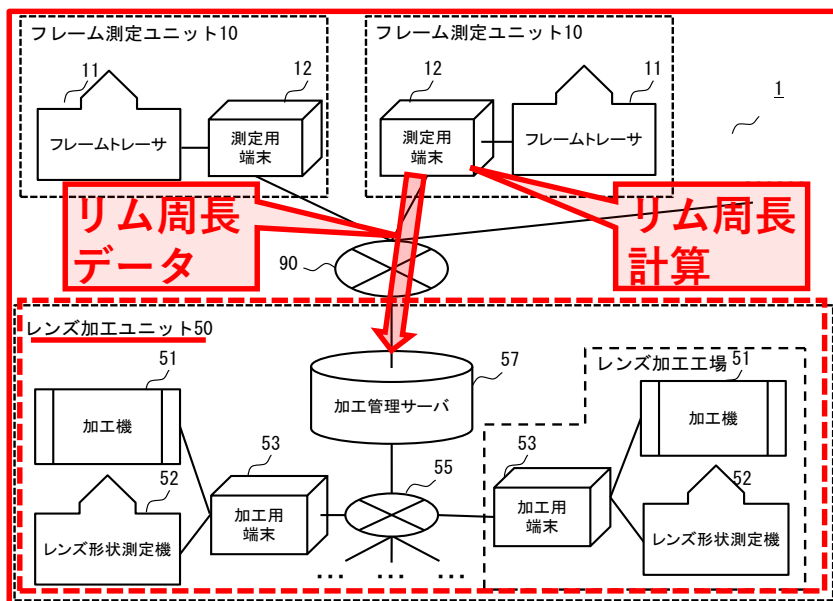 フレーム測定ユニット10
フレーム測定ユニット10
11
12
12
11
1
フレームトレーサ
測定用
端末
測定用
端末
フレームトレーサ
リム周長
データ
リム周長
計算
90
レンズ加工ユニット50
51
57
レンズ加工工場
51
加工機
加工管理サーバ
加工機
53
55
53
52
52
レンズ形状測定機
加工用
端末
加工用
端末
レンズ形状測定機
… … …